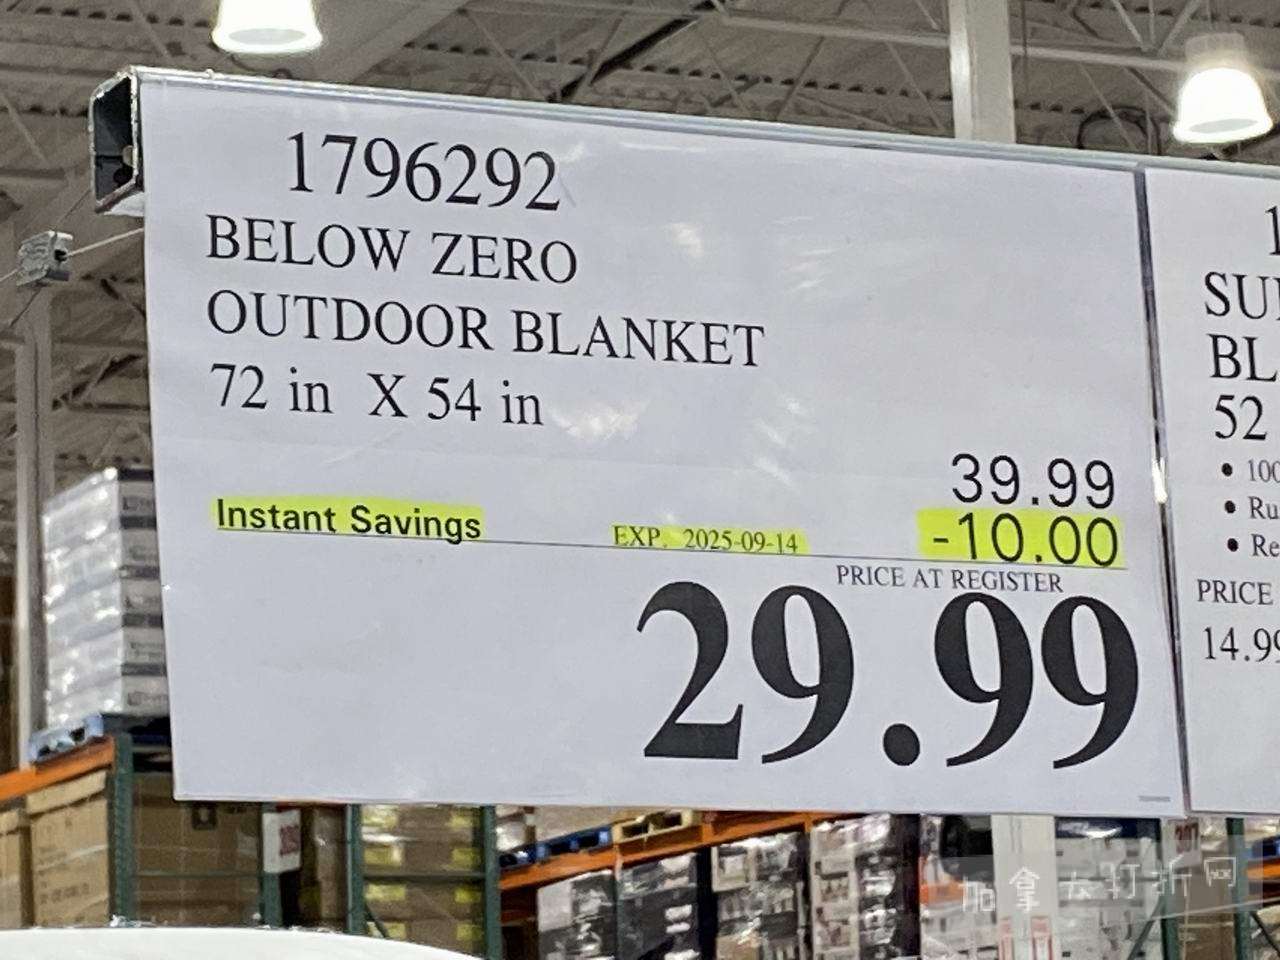 1796292
BELOW ZERO
OUTDOOR BLANKET
72 in X 54 in
39.99
Instant Savings EXP. 2025-09-14 -10.00
PRICE AT REGISTER
29.99
52
PRICE
加拿大打折网